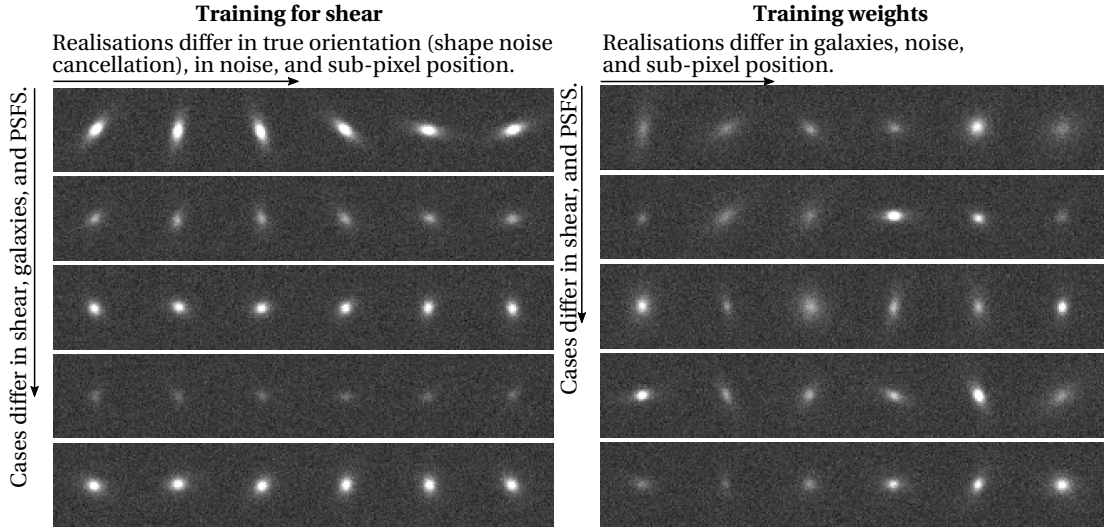 Training for shear
Realisations differ in true orientation (shape noise
cancellation), in noise, and sub-pixel position.
Cases differ in shear, galaxies, and PSFS.
Training weights
Realisations differ in galaxies, noise,
and sub-pixel position.
Cases differ in shear, and PSFS.